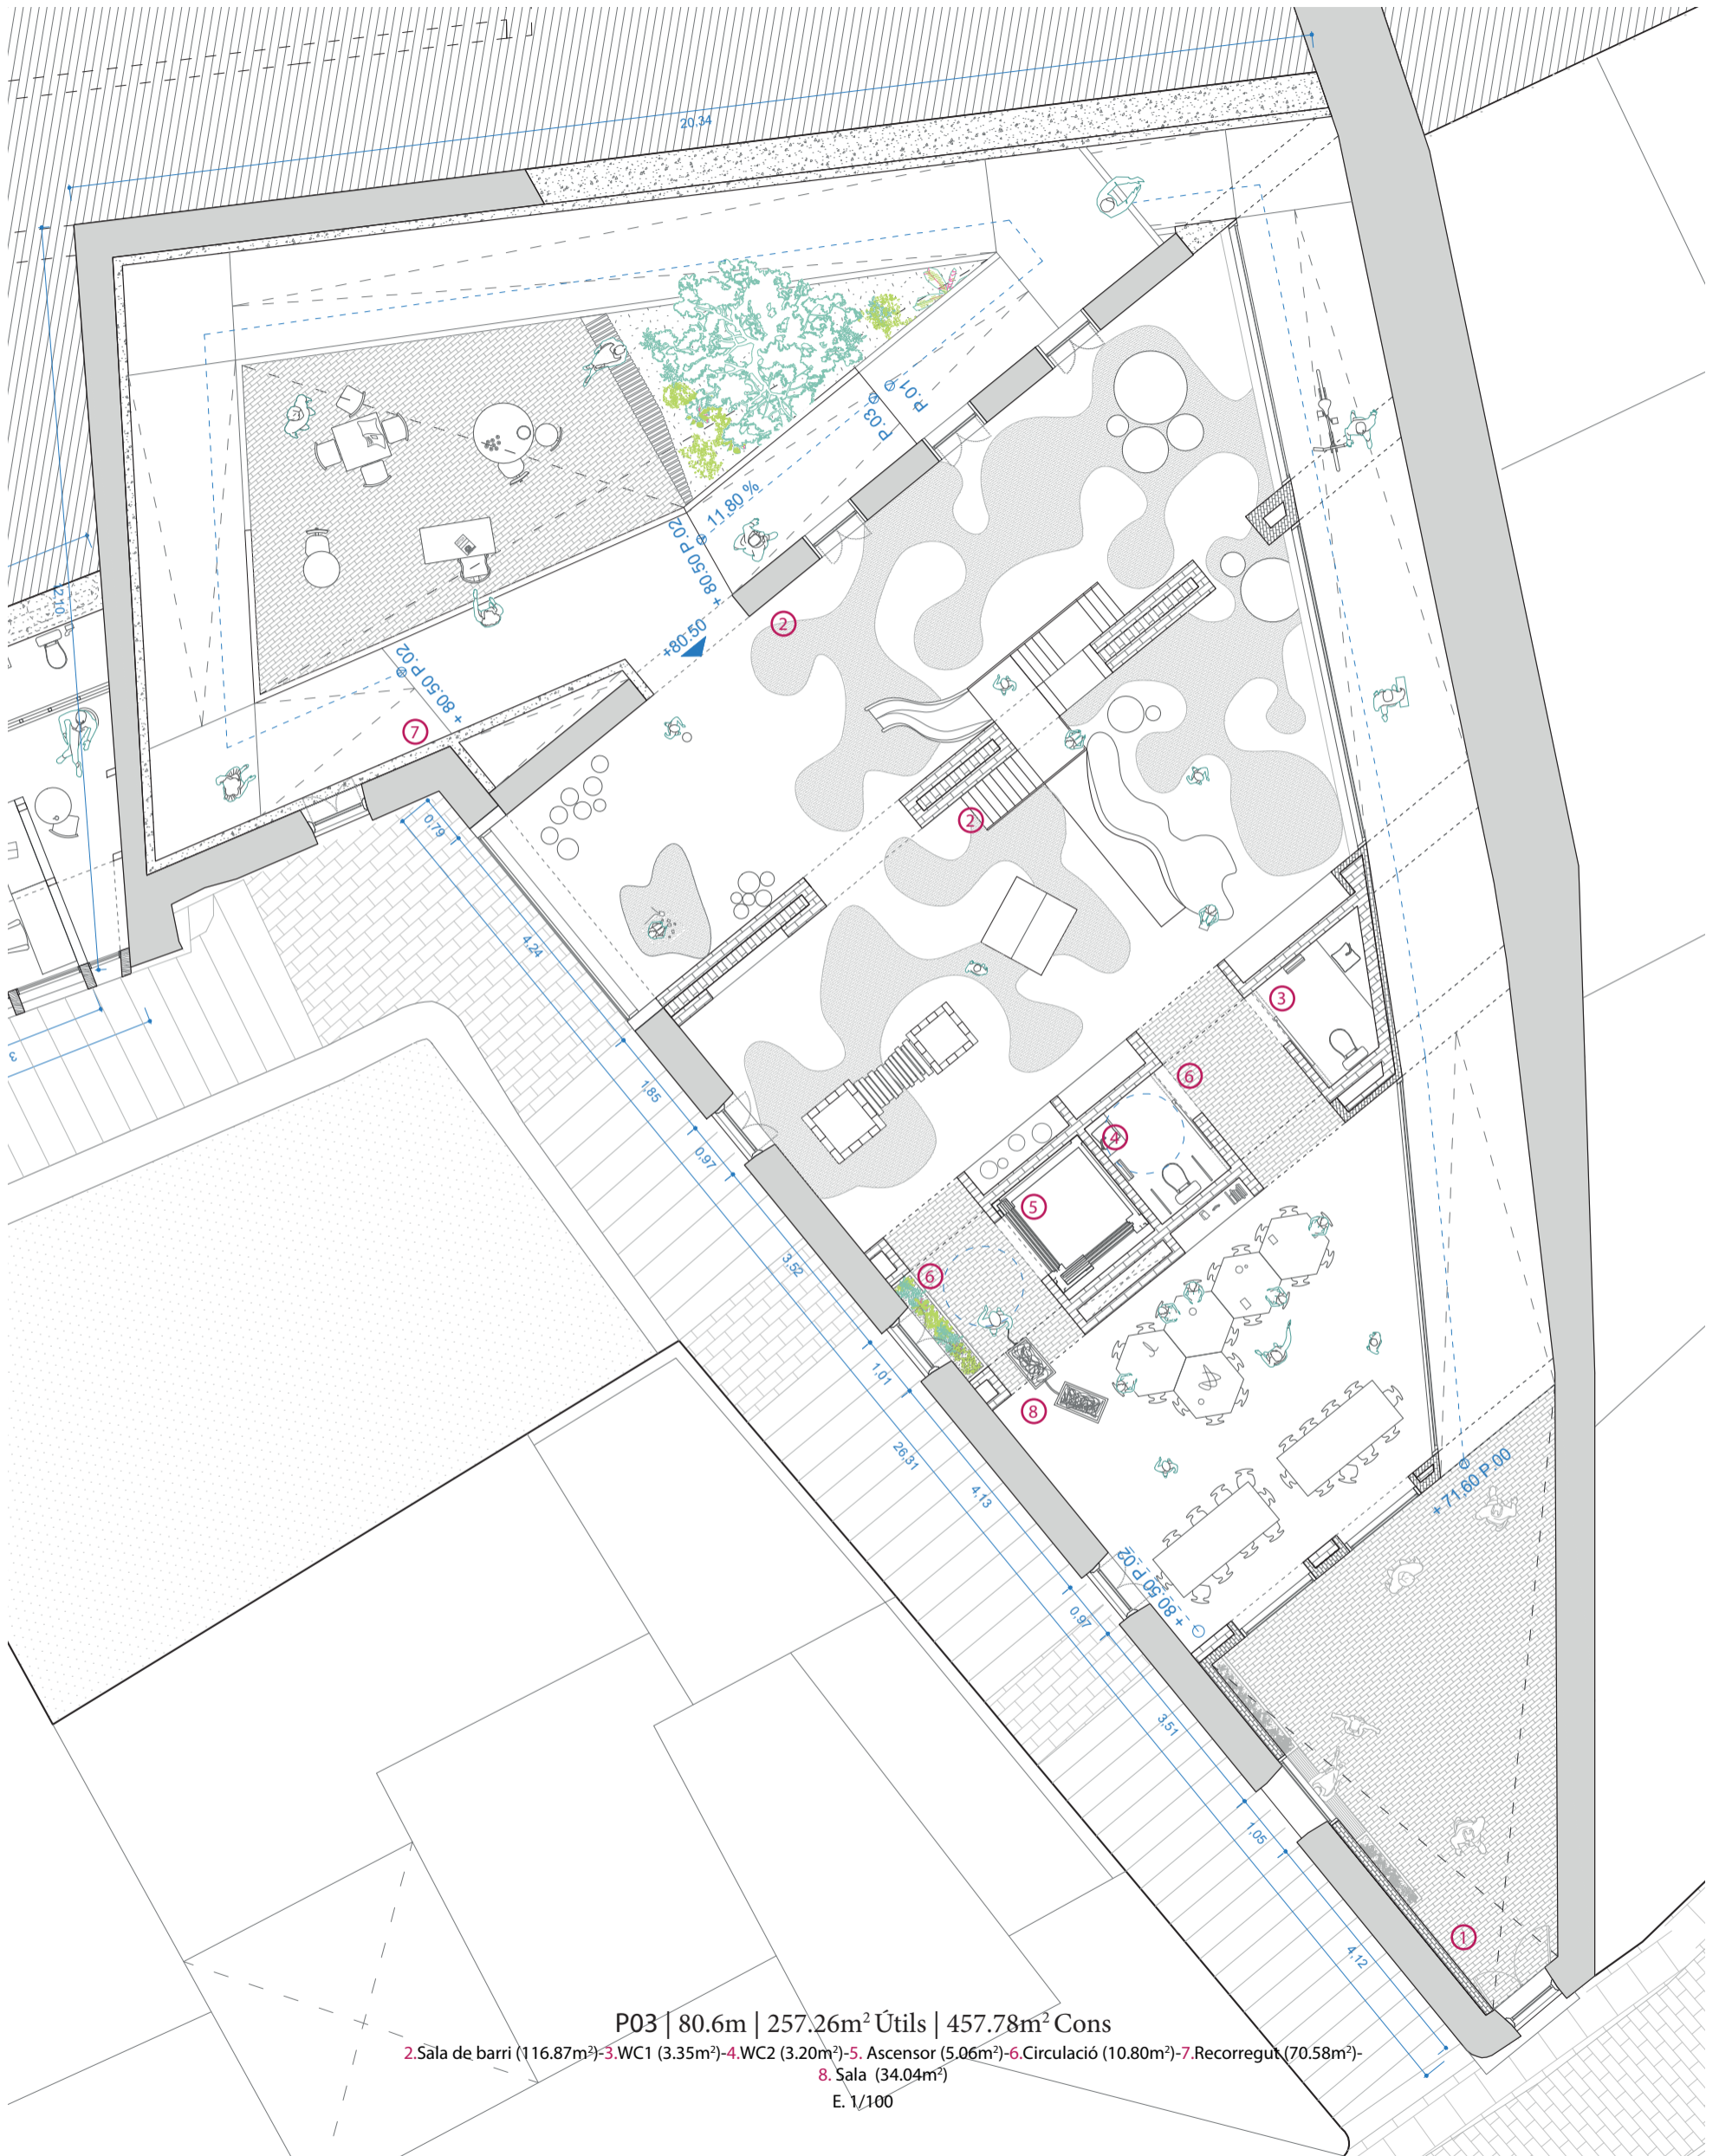 20,34
12,10
P.01
P.03
11,80 %
+ 80.50 P.02
2
+80.50
+ 80.50 P.02
7
0,79
2
4,24
3
6
1,85
4
0,97
5
3,52
6
3
1,01
8
26,31
4,13
+ 71,60 P.00
+ 80.50 P.02
0,97
3,51
1,05
1
4,12
P03 | 80.6m | 257.26m² Útils | 457.78m² Cons
2.Sala de barri (116.87m²)-3.WC1 (3.35m²)-4.WC2 (3.20m²)-5. Ascensor (5.06m²)-6.Circulació (10.80m²)-7.Recorregut (70.58m²)-
8. Sala (34.04m²)
E. 1/100